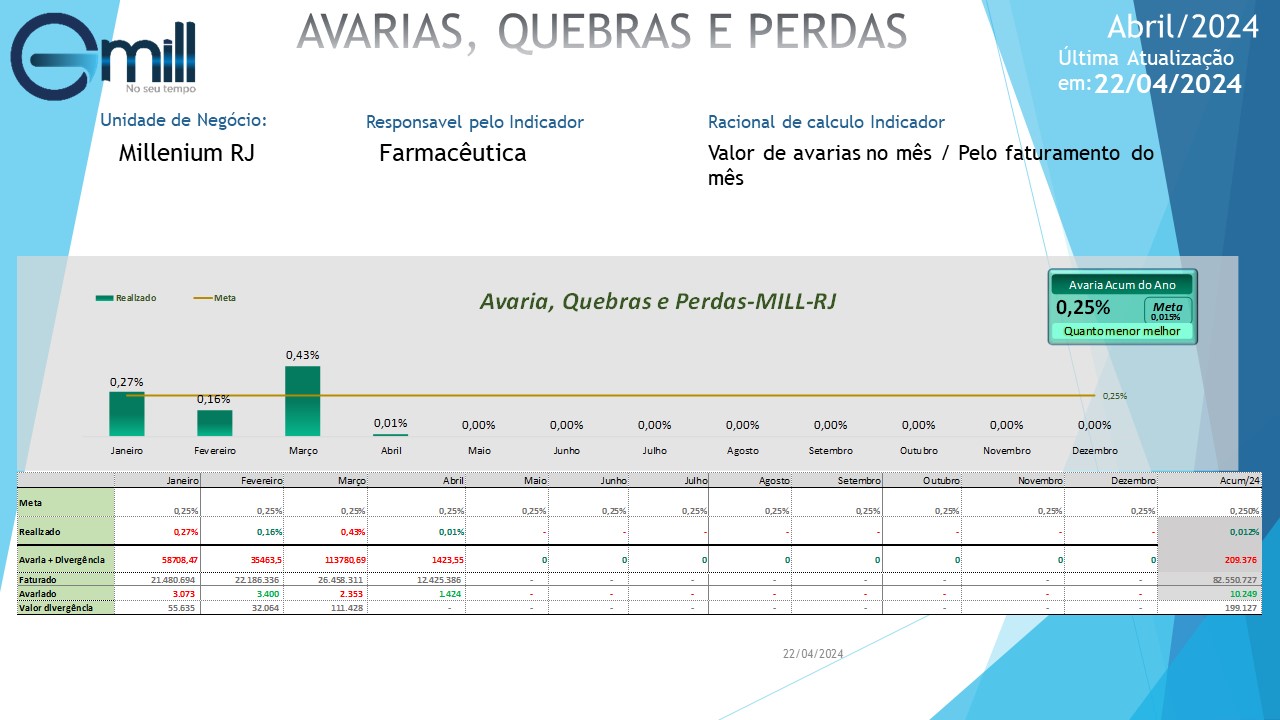 AVARIAS, QUEBRAS E PERDAS
Abril/2024
Última Atualização
em:22/04/2024
mill
No seu tempo
Unidade de Negócio:
Responsavel pelo Indicador
Racional de calculo Indicador
Millenium RJ
Farmacêutica
Valor de avarias no mês / Pelo faturamento do
mês
Realizado
Meta
Avaria, Quebras e Perdas-MILL-RJ
Avaria Acum do Ano
0,25%
Meta
0,015%
Quanto menor melhor
0,27% 0,16% 0,43% 0,01% 0,00% 0,00% 0,00% 0,00% 0,00% 0,00% 0,00% 0,00%
0,25%
Janeiro Fevereiro Março Abril Maio Junho Julho Agosto Setembro Outubro Novembro Dezembro
Janeiro Fevereiro Março Abril Maio Junho Julho Agosto Setembro Outubro Novembro Dezembro Acum/24
Meta 0,25% 0,25% 0,25% 0,25% 0,25% 0,25% 0,25% 0,25% 0,25% 0,25% 0,25% 0,25% 0,250%
Realizado 0,27% 0,16% 0,43% 0,01% - - - - - - - - 0,012%
Avaria + Divergência 58708,47 35463,5 113780,69 1423,55 0 0 0 0 0 0 0 0 209.376
Faturado 21.480.694 22.186.336 26.458.311 12.425.386 - - - - - - - - 82.550.727
Avariado 3.073 3.400 2.353 1.424 - - - - - - - - 10.249
Valor divergência 55.635 32.064 111.428 - - - - - - - - - 199.127
22/04/2024